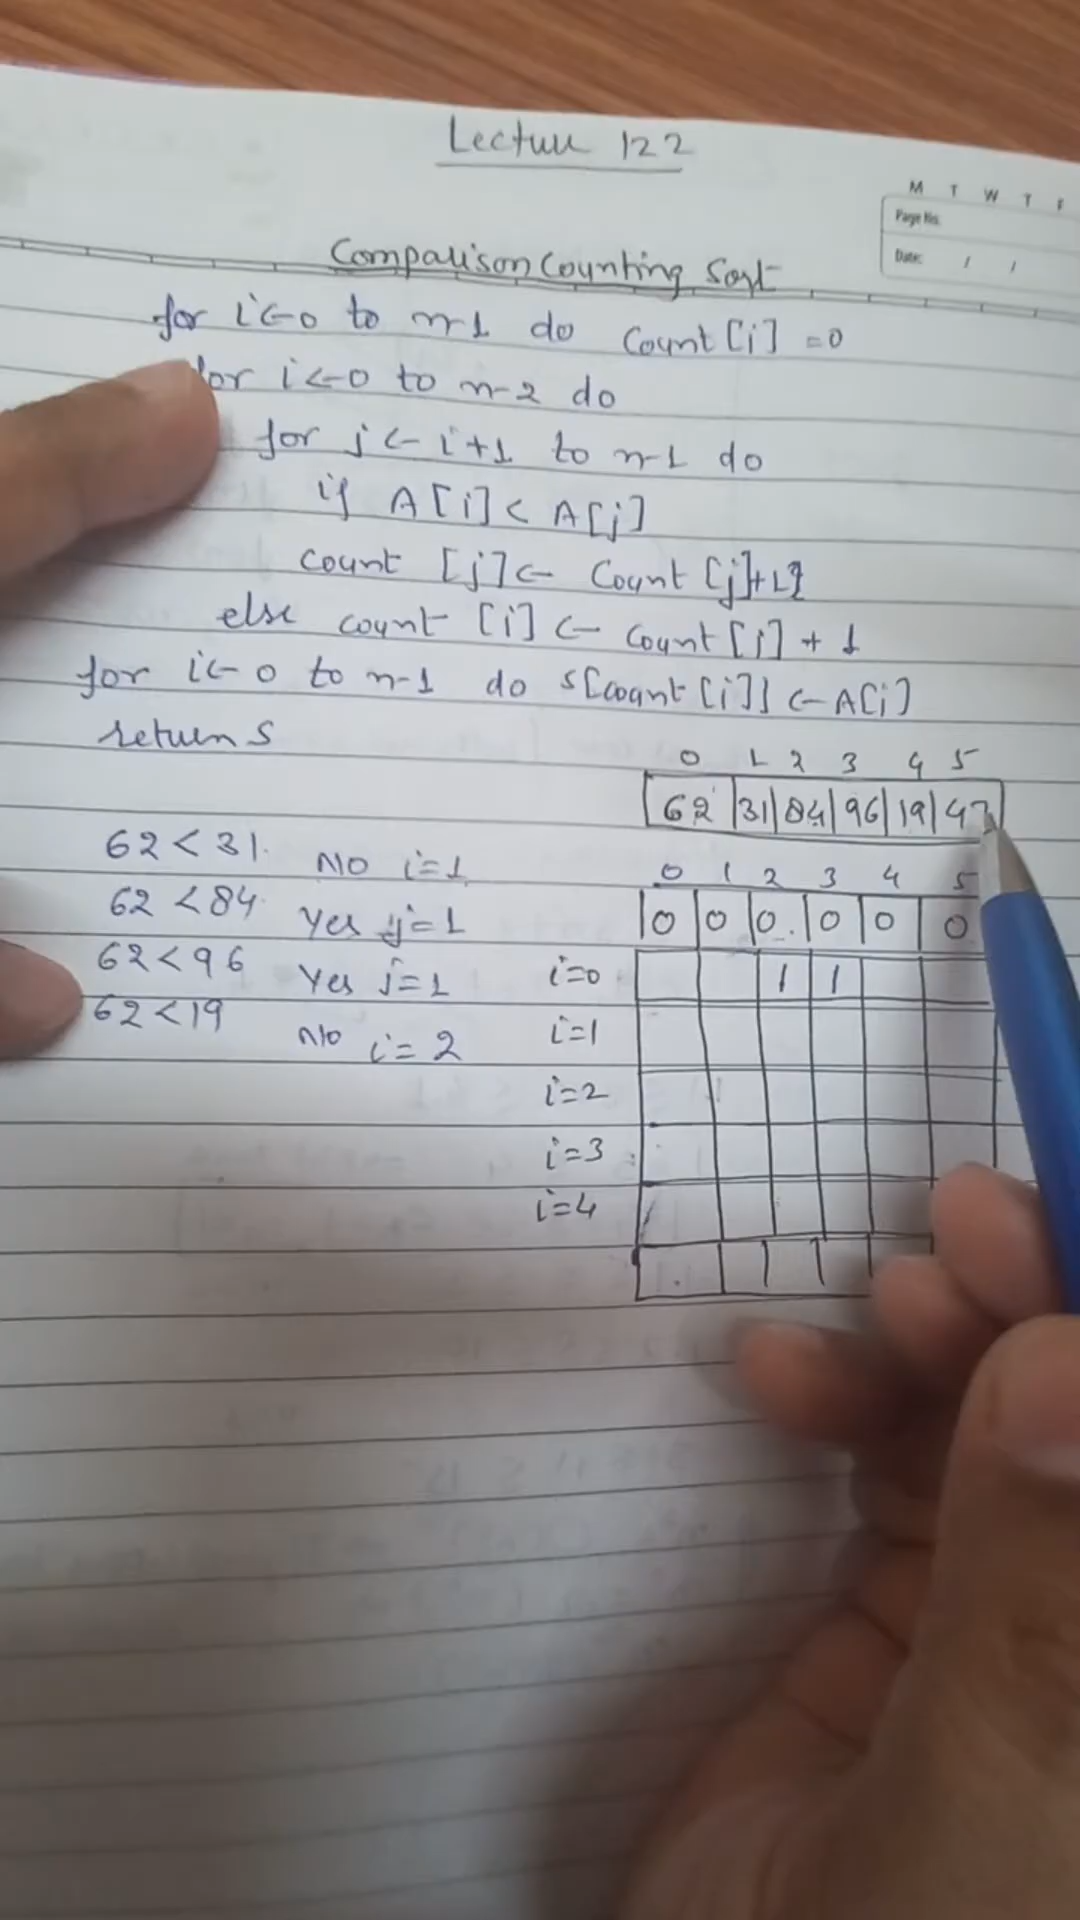 Lecture 122
M T W T F
Page No.
Date: / /
Comparison Counting Sort
for i<-0 to n-1 do Count[i] =0
for i<-0 to n-2 do
for j<-i+1 to n-1 do
if A[i]< A[j]
Count [j]<- Count[j]+1}
else count [i] <- Count[i] + 1
for i<-0 to n-1 do S[count[i]] <-A[i]
return S
0 1 2 3 4 5
62 31 84 96 19 47
62 < 31. NO i=1
0 1 2 3 4 5
62 < 84. Yes j=1
0 0 0 0 0 0
62 < 96 Yes j=1
i=0 1 1
62 < 19 NO i=2
i=1
i=2
i=3
i=4